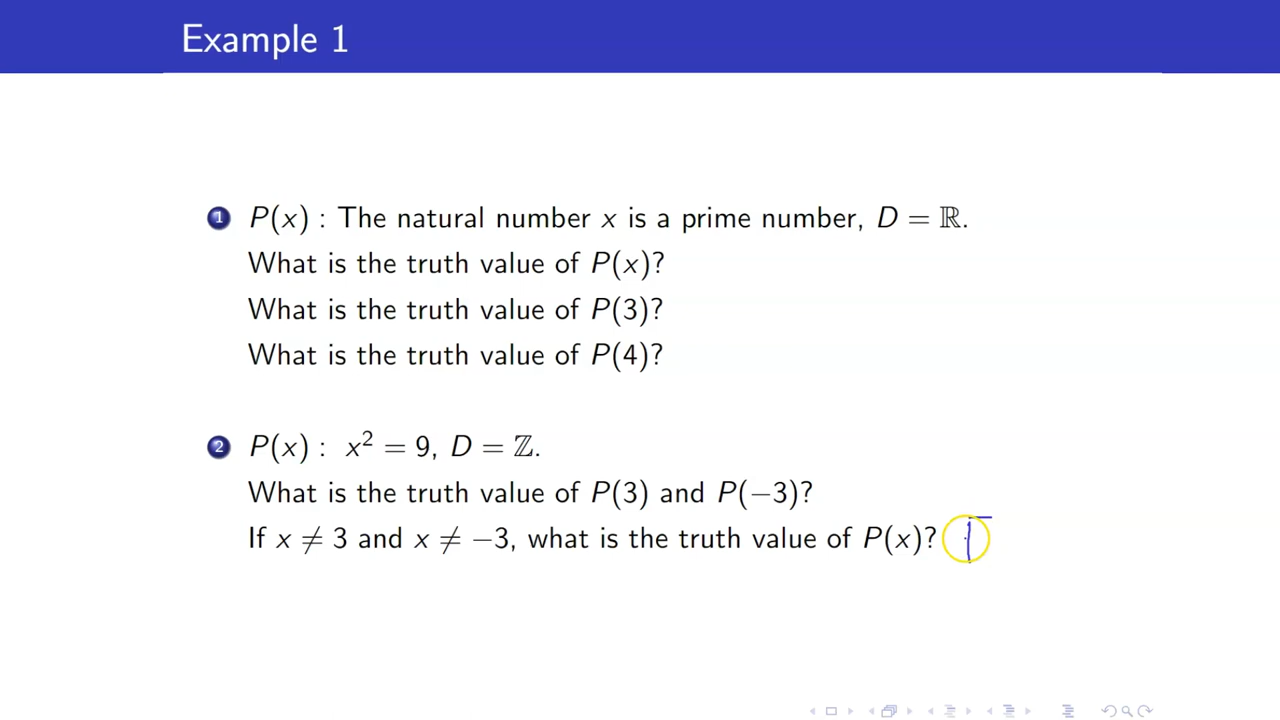 Example 1
1 P(x) : The natural number x is a prime number, D = ℝ.
What is the truth value of P(x)?
What is the truth value of P(3)?
What is the truth value of P(4)?
2 P(x) : x² = 9, D = ℤ.
What is the truth value of P(3) and P(−3)?
If x ≠ 3 and x ≠ −3, what is the truth value of P(x)?